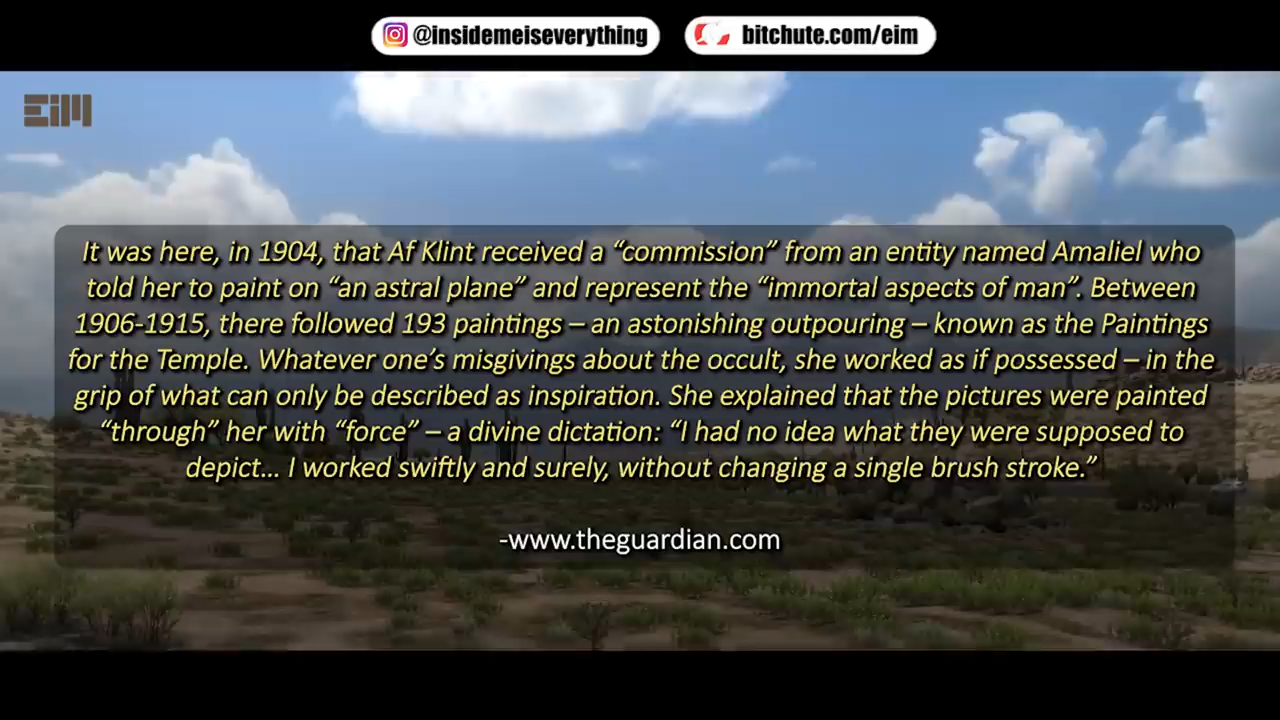 @insidemeiseverything
bitchute.com/eim
EiM
It was here, in 1904, that Af Klint received a “commission” from an entity named Amaliel who
told her to paint on “an astral plane” and represent the “immortal aspects of man”. Between
1906-1915, there followed 193 paintings – an astonishing outpouring – known as the Paintings
for the Temple. Whatever one’s misgivings about the occult, she worked as if possessed – in the
grip of what can only be described as inspiration. She explained that the pictures were painted
“through” her with “force” – a divine dictation: “I had no idea what they were supposed to
depict... I worked swiftly and surely, without changing a single brush stroke.”
-www.theguardian.com